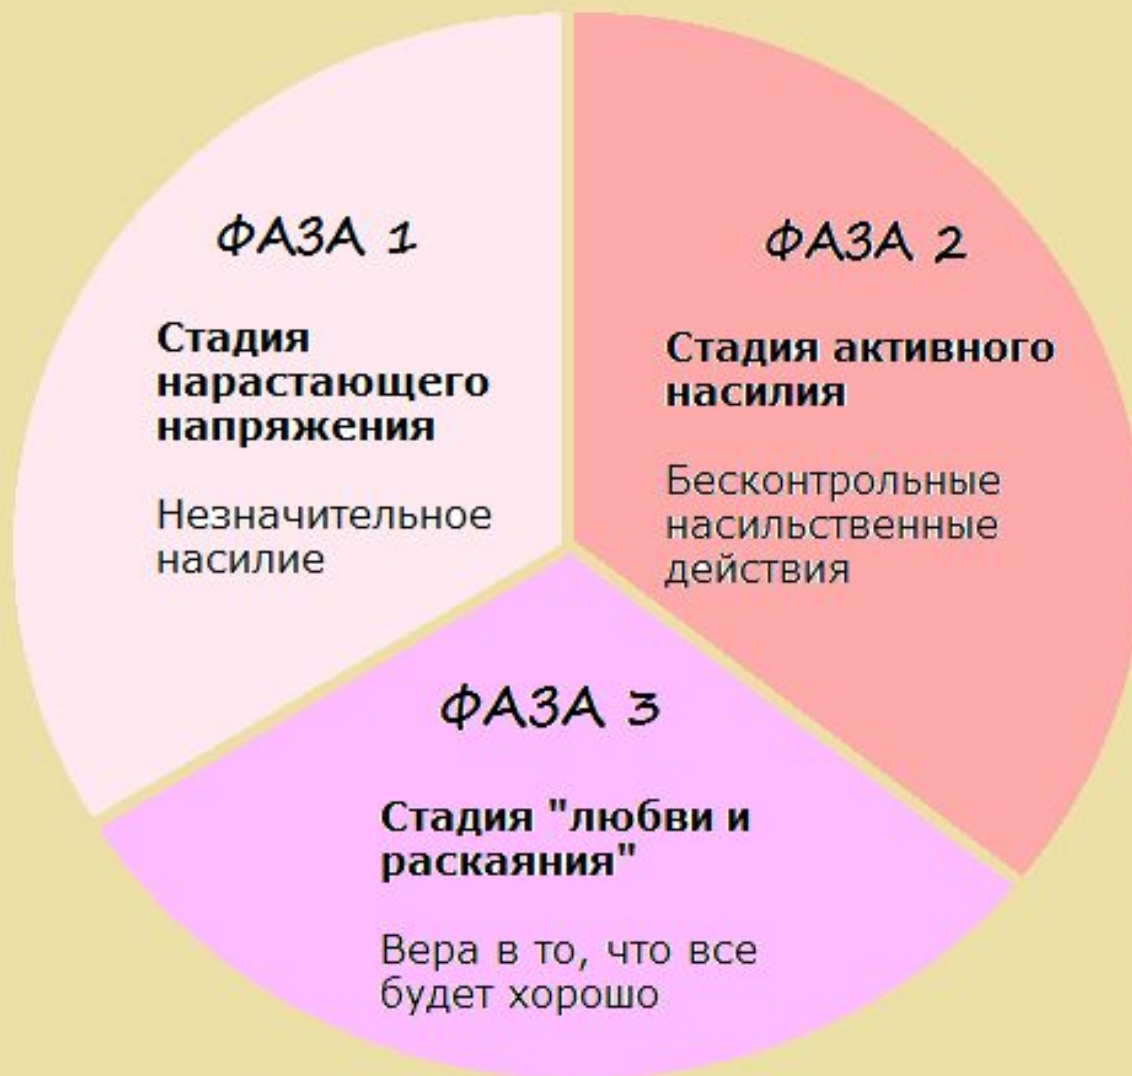 ФАЗА 1
Стадия
нарастающего
напряжения
Незначительное
насилие
ФАЗА 2
Стадия активного
насилия
Бесконтрольные
насильственные
действия
ФАЗА 3
Стадия "любви и
раскаяния"
Вера в то, что все
будет хорошо